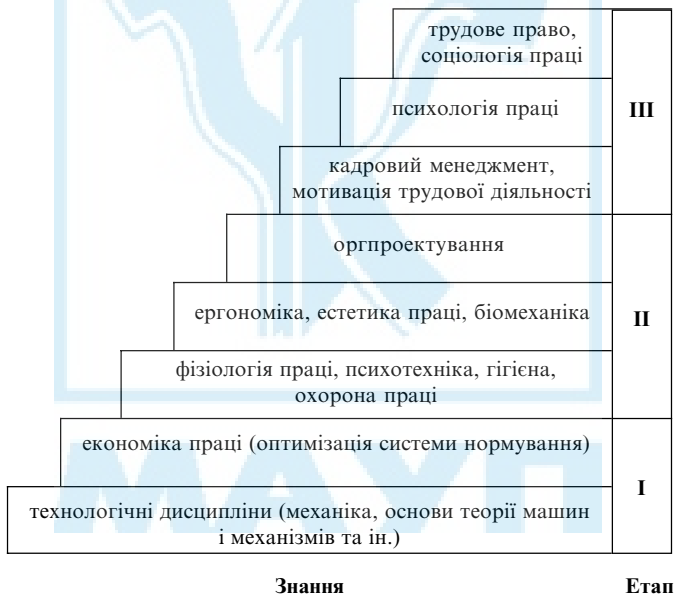 трудове право,
соціологія праці
психологія праці
III
кадровий менеджмент,
мотивація трудової діяльності
оргпроектування
ергономіка, естетика праці, біомеханіка
II
фізіологія праці, психотехніка, гігієна,
охорона праці
економіка праці (оптимізація системи нормування)
I
технологічні дисципліни (механіка, основи теорії машин
і механізмів та ін.)
МАУП
Знання
Етап